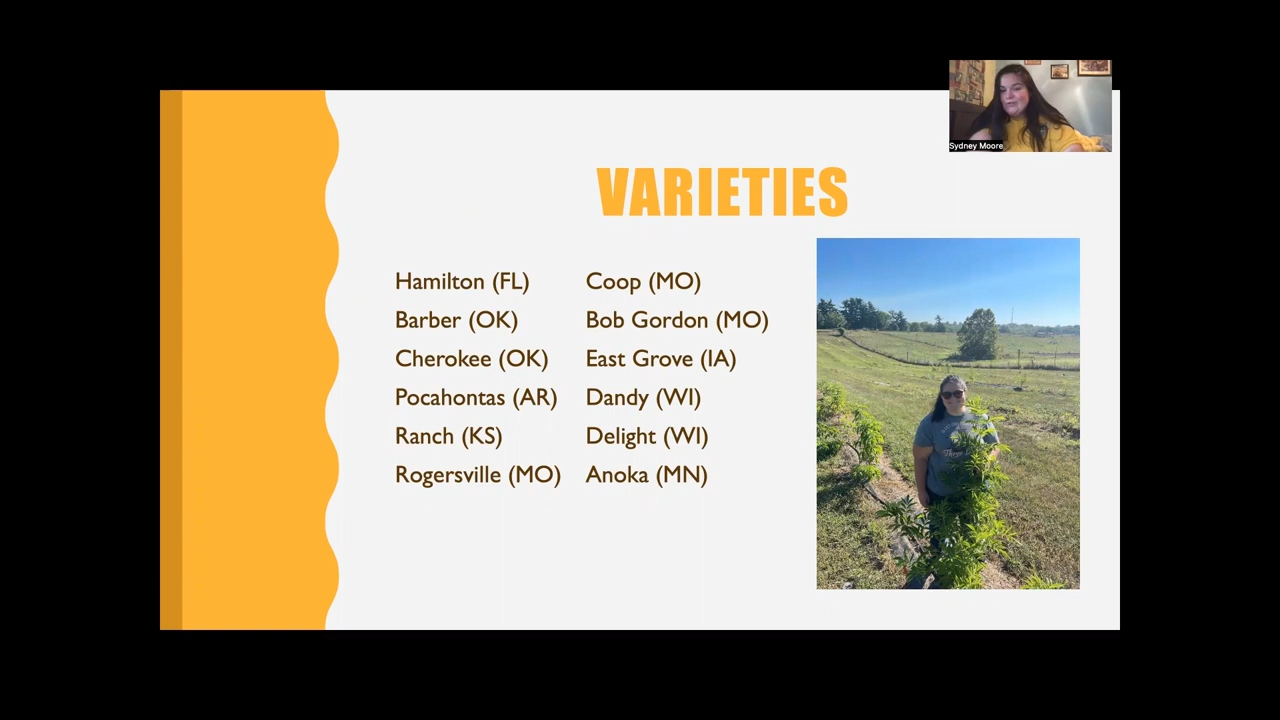 Sydney Moore
VARIETIES
Hamilton (FL)
Barber (OK)
Cherokee (OK)
Pocahontas (AR)
Ranch (KS)
Rogersville (MO)
Coop (MO)
Bob Gordon (MO)
East Grove (IA)
Dandy (WI)
Delight (WI)
Anoka (MN)